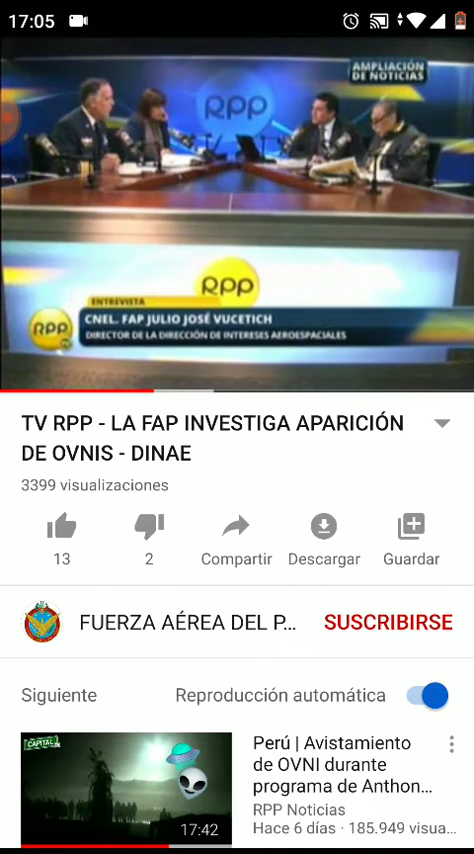 17:05
AMPLIACIÓN
DE NOTICIAS
RPP
RPP
ENTREVISTA
RPP
CNEL. FAP JULIO JOSÉ VUCETICH
DIRECTOR DE LA DIRECCIÓN DE INTERESES AEROESPACIALES
TV RPP - LA FAP INVESTIGA APARICIÓN
DE OVNIS - DINAE
3399 visualizaciones
13
2
Compartir
Descargar
Guardar
FUERZA AÉREA DEL P...
SUSCRIBIRSE
Siguiente
Reproducción automática
CAPITAL
17:42
Perú | Avistamiento
de OVNI durante
programa de Anthon...
RPP Noticias
Hace 6 días · 185.949 visua...